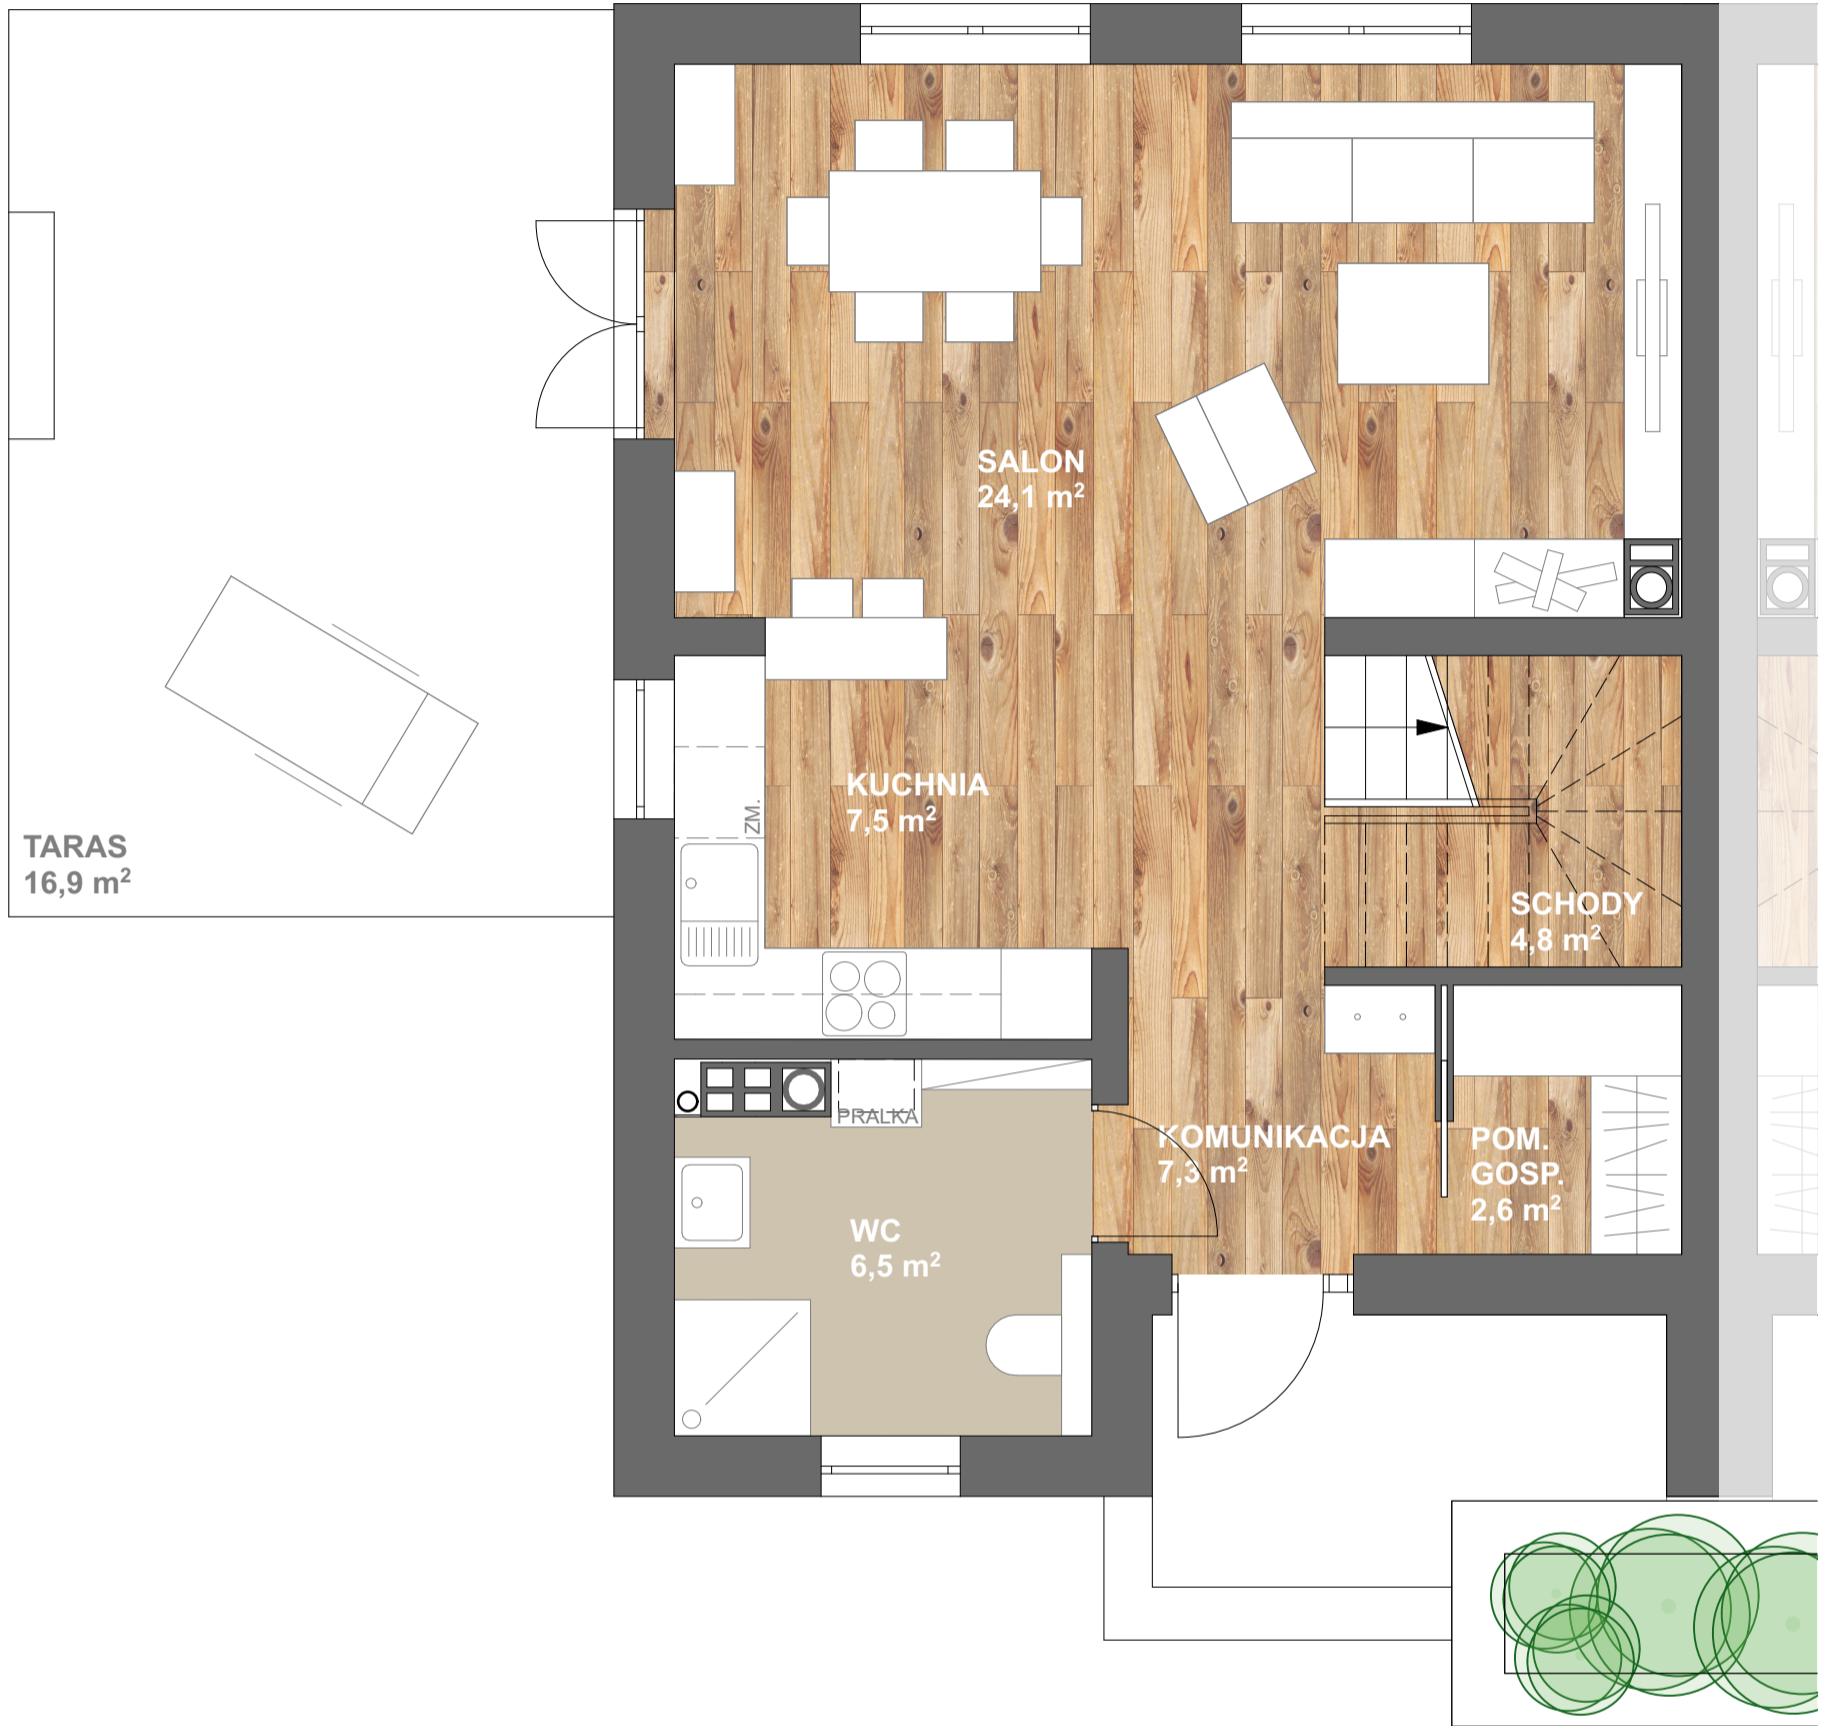 SALON
24,1 m²
KUCHNIA
7,5 m²
ZM.
TARAS
16,9 m²
SCHODY
4,8 m²
PRALKA
KOMUNIKACJA
7,3 m²
POM.
GOSP.
2,6 m²
WC
6,5 m²